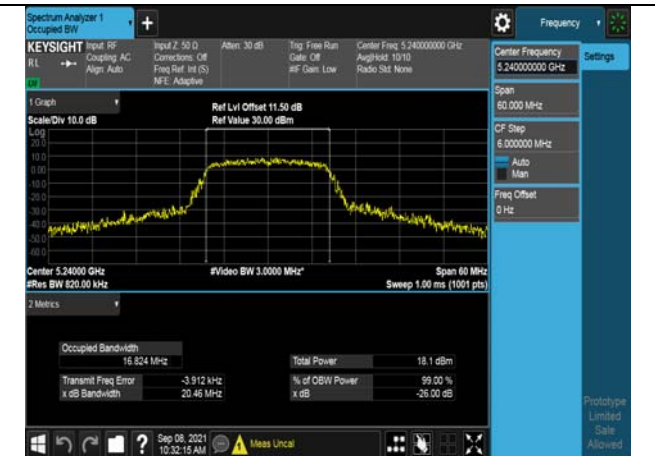 Spectrum Analyzer 1
Occupied BW
Frequency
KEYSIGHT
RL
Input: RF
Coupling: AC
Align: Auto
Input Z: 50 Ω
Corrections: Off
Freq Ref: Int (S)
NFE: Adaptive
Atten: 30 dB
Trig: Free Run
Gate: Off
#IF Gain: Low
Center Freq: 5.240000000 GHz
Avg|Hold: 10/10
Radio Std: None
Center Frequency
5.240000000 GHz
Settings
Span
60.000 MHz
CF Step
6.000000 MHz
Auto
Man
Freq Offset
0 Hz
1 Graph
Scale/Div 10.0 dB
Ref Lvl Offset 11.50 dB
Ref Value 30.00 dBm
Log
20.0
10.0
0.00
-10.0
-20.0
-30.0
-40.0
-50.0
-60.0
Center 5.24000 GHz
#Video BW 3.0000 MHz*
Span 60 MHz
#Res BW 820.00 kHz
Sweep 1.00 ms (1001 pts)
2 Metrics
Occupied Bandwidth
16.824 MHz
Total Power 18.1 dBm
Transmit Freq Error -3.912 kHz
% of OBW Power 99.00 %
x dB Bandwidth 20.46 MHz
x dB -26.00 dB
Prototype
Limited
Sale
Allowed
?
Sep 08, 2021
10:32:15 AM
Meas Uncal